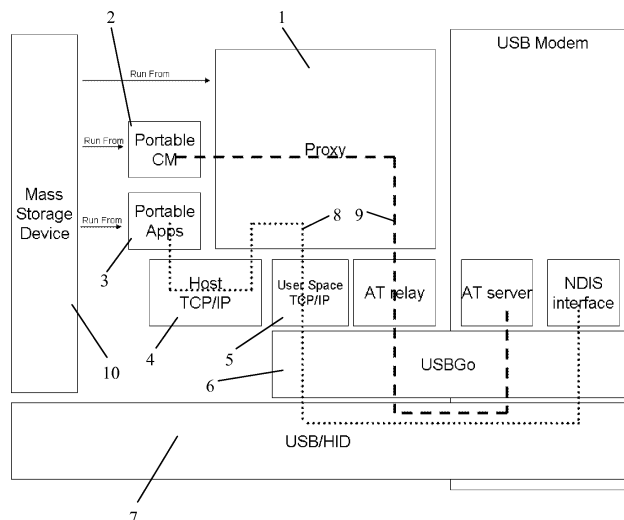 2
1
USB Modem
Run From
Run From
Portable
CM
Proxy
Mass
Storage
Device
Run From
Portable
Apps
8
9
3
Host
TCP/IP
User Space
TCP/IP
AT relay
AT server
NDIS
interface
4
5
10
6
USBGo
USB/HID
7